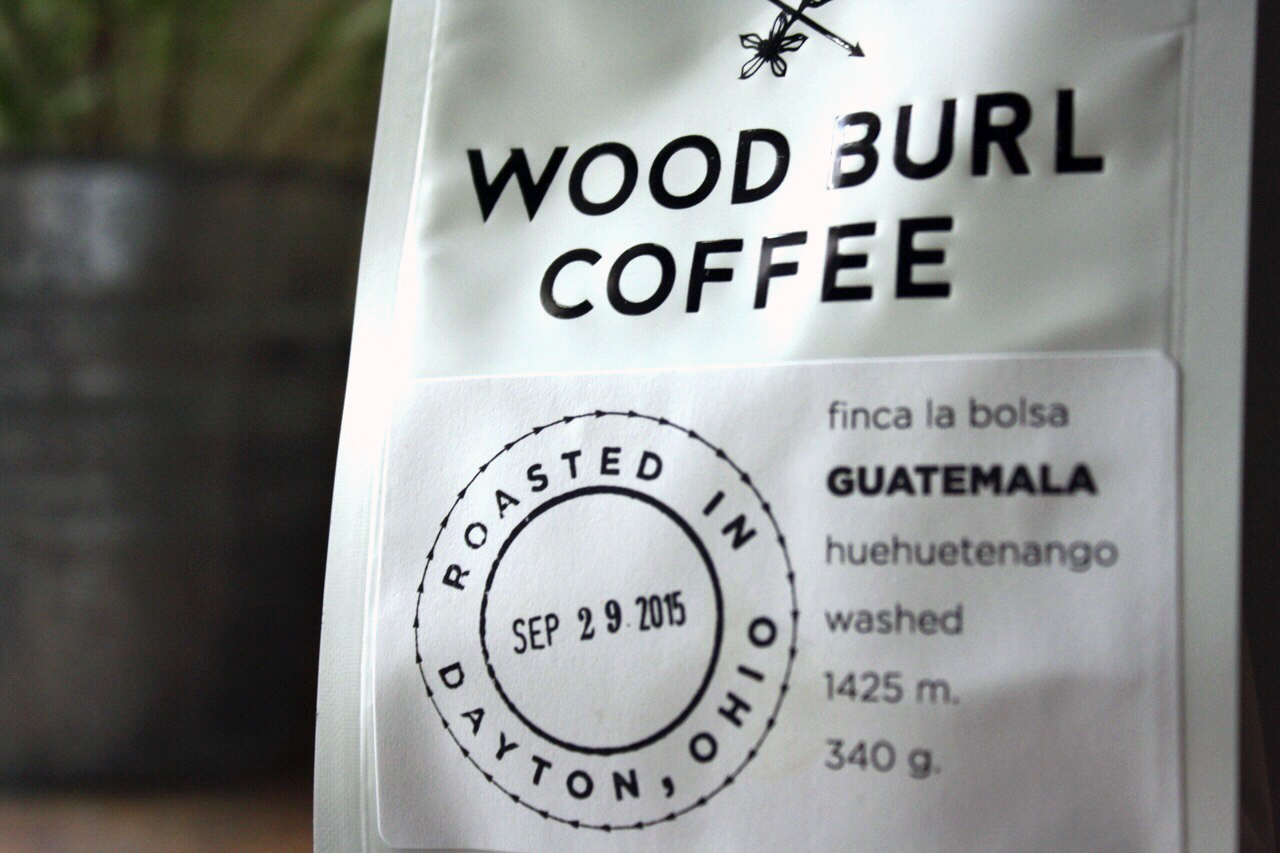 WOOD BURL
COFFEE
ROASTED IN
DAYTON, OHIO
SEP 29 2015
finca la bolsa
GUATEMALA
huehuetenango
washed
1425 m.
340 g.